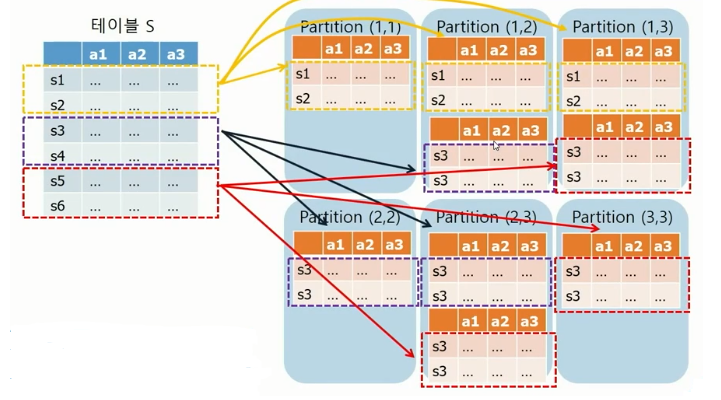 테이블 S
a1 a2 a3
s1 ... ... ...
s2 ... ... ...
s3 ... ... ...
s4 ... ... ...
s5 ... ... ...
s6 ... ... ...
Partition (1,1)
a1 a2 a3
s1 ... ... ...
s2 ... ... ...
Partition (1,2)
a1 a2 a3
s1 ... ... ...
s2 ... ... ...
a1 a2 a3
s3 ... ... ...
s3 ... ... ...
Partition (1,3)
a1 a2 a3
s1 ... ... ...
s2 ... ... ...
a1 a2 a3
s3 ... ... ...
s3 ... ... ...
Partition (2,2)
a1 a2 a3
s3 ... ... ...
s3 ... ... ...
Partition (2,3)
a1 a2 a3
s3 ... ... ...
s3 ... ... ...
a1 a2 a3
s3 ... ... ...
s3 ... ... ...
Partition (3,3)
a1 a2 a3
s3 ... ... ...
s3 ... ... ...